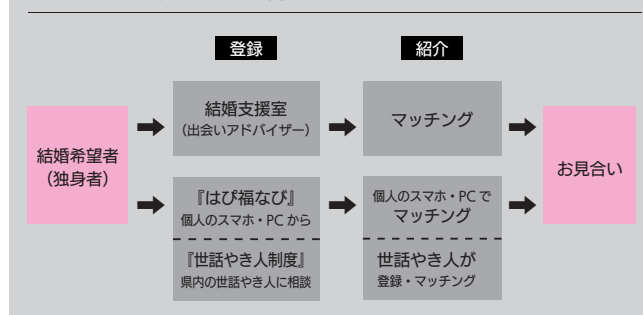 登録
紹介
結婚希望者
（独身者）
結婚支援室
（出会いアドバイザー）
マッチング
お見合い
『はぴ福なび』
個人のスマホ・PCから
個人のスマホ・PCで
マッチング
『世話やき人制度』
県内の世話やき人に相談
世話やき人が
登録・マッチング